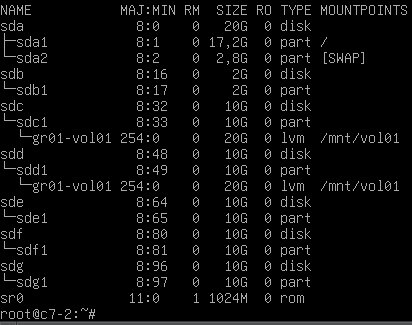 NAME MAJ:MIN RM SIZE RO TYPE MOUNTPOINTS
sda 8:0 0 20G 0 disk
├─sda1 8:1 0 17,2G 0 part /
└─sda2 8:2 0 2,8G 0 part [SWAP]
sdb 8:16 0 2G 0 disk
└─sdb1 8:17 0 2G 0 part
sdc 8:32 0 10G 0 disk
└─sdc1 8:33 0 10G 0 part
└─gr01-vol01 254:0 0 20G 0 lvm /mnt/vol01
sdd 8:48 0 10G 0 disk
└─sdd1 8:49 0 10G 0 part
└─gr01-vol01 254:0 0 20G 0 lvm /mnt/vol01
sde 8:64 0 10G 0 disk
└─sde1 8:65 0 10G 0 part
sdf 8:80 0 10G 0 disk
└─sdf1 8:81 0 10G 0 part
sdg 8:96 0 10G 0 disk
└─sdg1 8:97 0 10G 0 part
sr0 11:0 1 1024M 0 rom
root@c7-2:~#